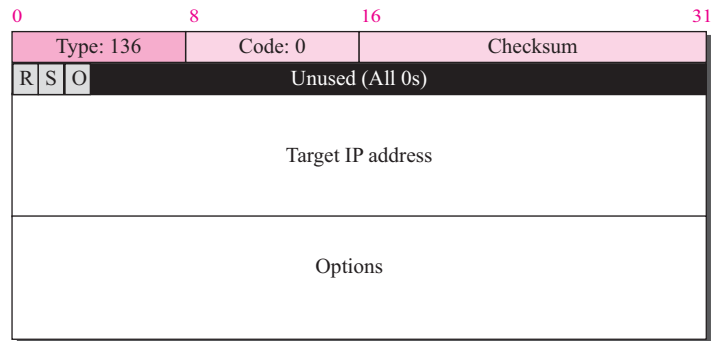 0 8 16 31
Type: 136 Code: 0 Checksum
R S O Unused (All 0s)
Target IP address
Options